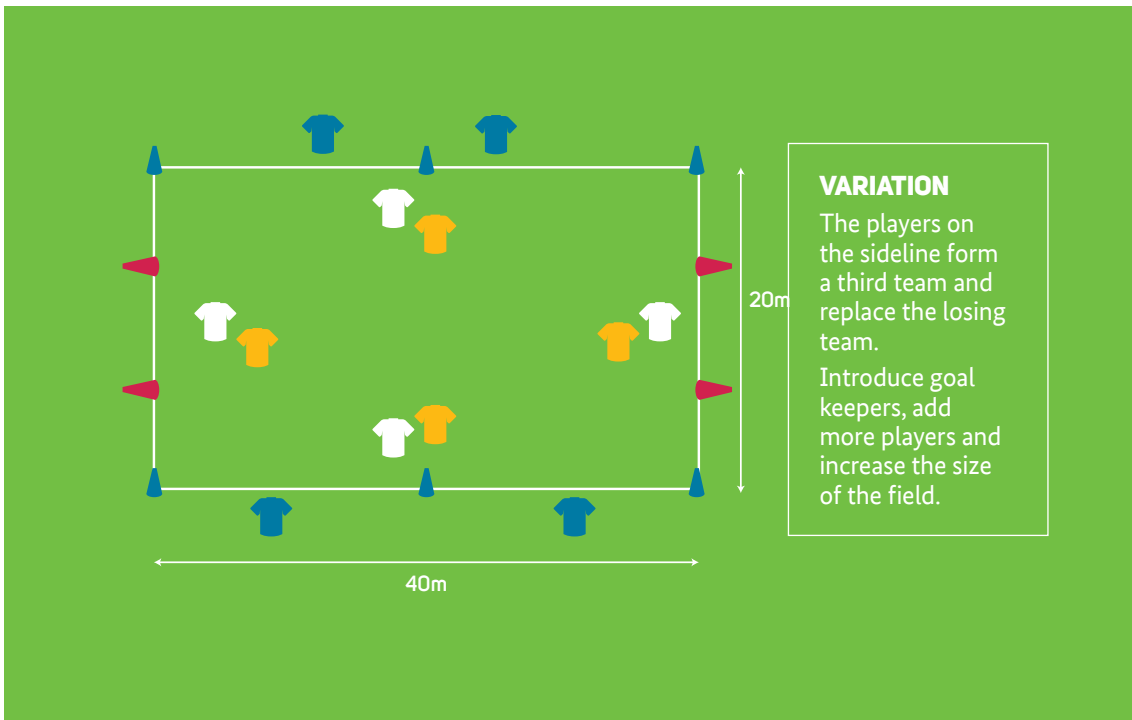 VARIATION
The players on
the sideline form
a third team and
replace the losing
team.
Introduce goal
keepers, add
more players and
increase the size
of the field.
20m
40m